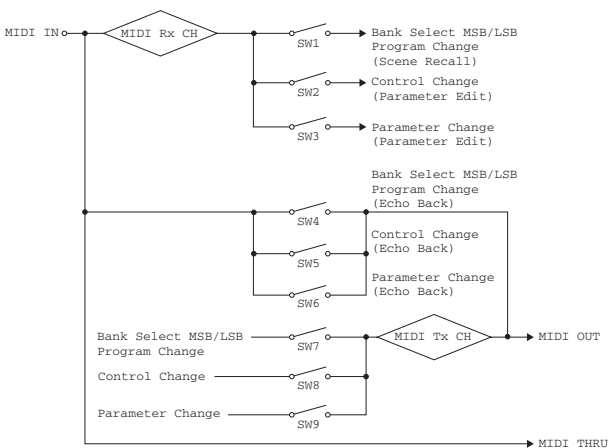 MIDI IN
MIDI Rx CH
SW1
Bank Select MSB/LSB
Program Change
(Scene Recall)
SW2
Control Change
(Parameter Edit)
SW3
Parameter Change
(Parameter Edit)
Bank Select MSB/LSB
Program Change
(Echo Back)
SW4
Control Change
(Echo Back)
SW5
Parameter Change
(Echo Back)
SW6
Bank Select MSB/LSB
Program Change
SW7
MIDI Tx CH
MIDI OUT
Control Change
SW8
Parameter Change
SW9
MIDI THRU